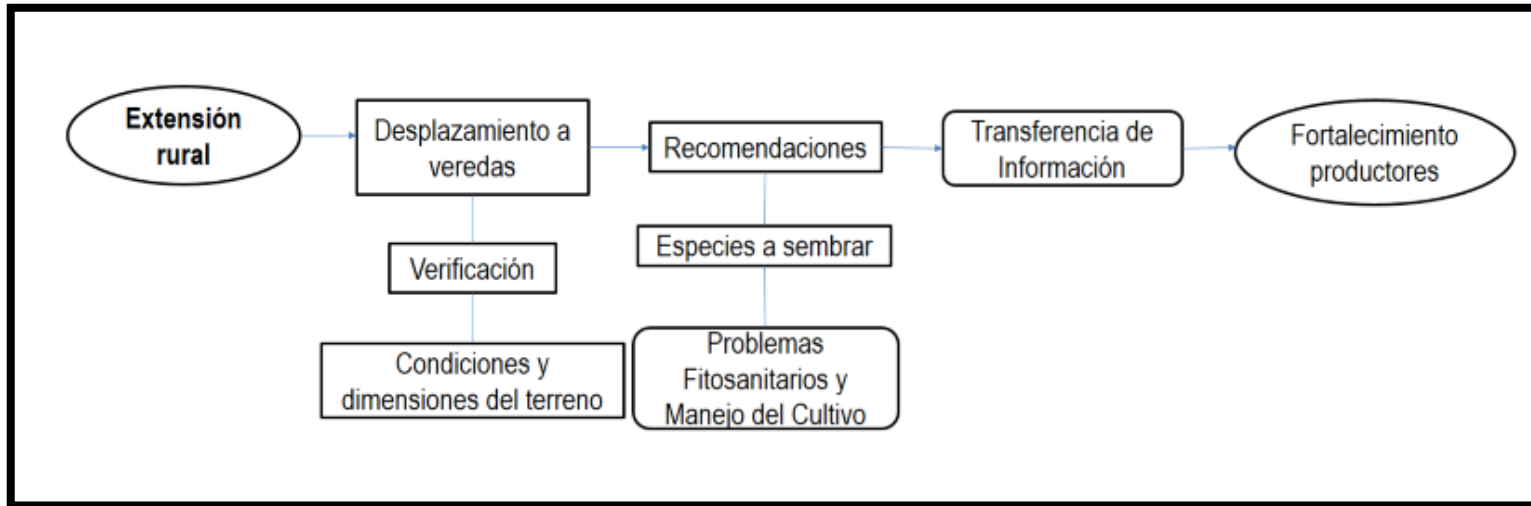 Extensión
rural
Desplazamiento a
veredas
Recomendaciones
Transferencia de
Información
Fortalecimiento
productores
Verificación
Especies a sembrar
Condiciones y
dimensiones del terreno
Problemas
Fitosanitarios y
Manejo del Cultivo